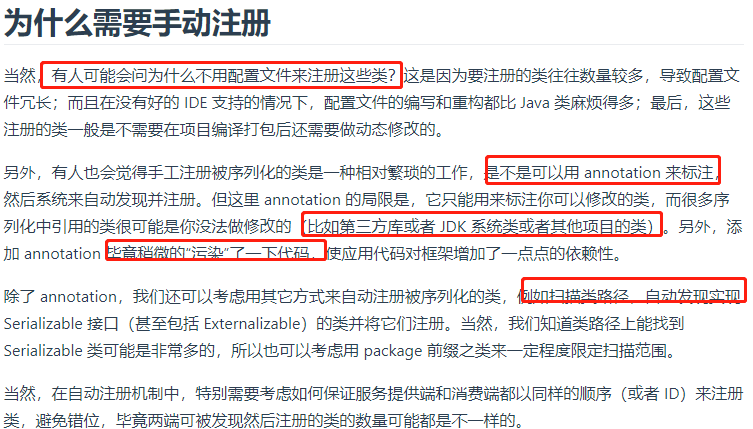 为什么需要手动注册
当然，有人可能会问为什么不用配置文件来注册这些类？这是因为要注册的类往往数量较多，导致配置文
件冗长；而且在没有好的 IDE 支持的情况下，配置文件的编写和重构都比 Java 类麻烦得多；最后，这些
注册的类一般是不需要在项目编译打包后还需要做动态修改的。
另外，有人也会觉得手工注册被序列化的类是一种相对繁琐的工作，是不是可以用 annotation 来标注，
然后系统来自动发现并注册。但这里 annotation 的局限是，它只能用来标注你可以修改的类，而很多序
列化中引用的类很可能是你没法做修改的（比如第三方库或者 JDK 系统类或者其他项目的类）。另外，添
加 annotation 毕竟稍微的“污染”了一下代码，使应用代码对框架增加了一点点的依赖性。
除了 annotation，我们还可以考虑用其它方式来自动注册被序列化的类，例如扫描类路径，自动发现实现
Serializable 接口（甚至包括 Externalizable）的类并将它们注册。当然，我们知道类路径上能找到
Serializable 类可能是非常多的，所以也可以考虑用 package 前缀之类来一定程度限定扫描范围。
当然，在自动注册机制中，特别需要考虑如何保证服务提供端和消费端都以同样的顺序（或者 ID）来注册
类，避免错位，毕竟两端可被发现然后注册的类的数量可能都是不一样的。